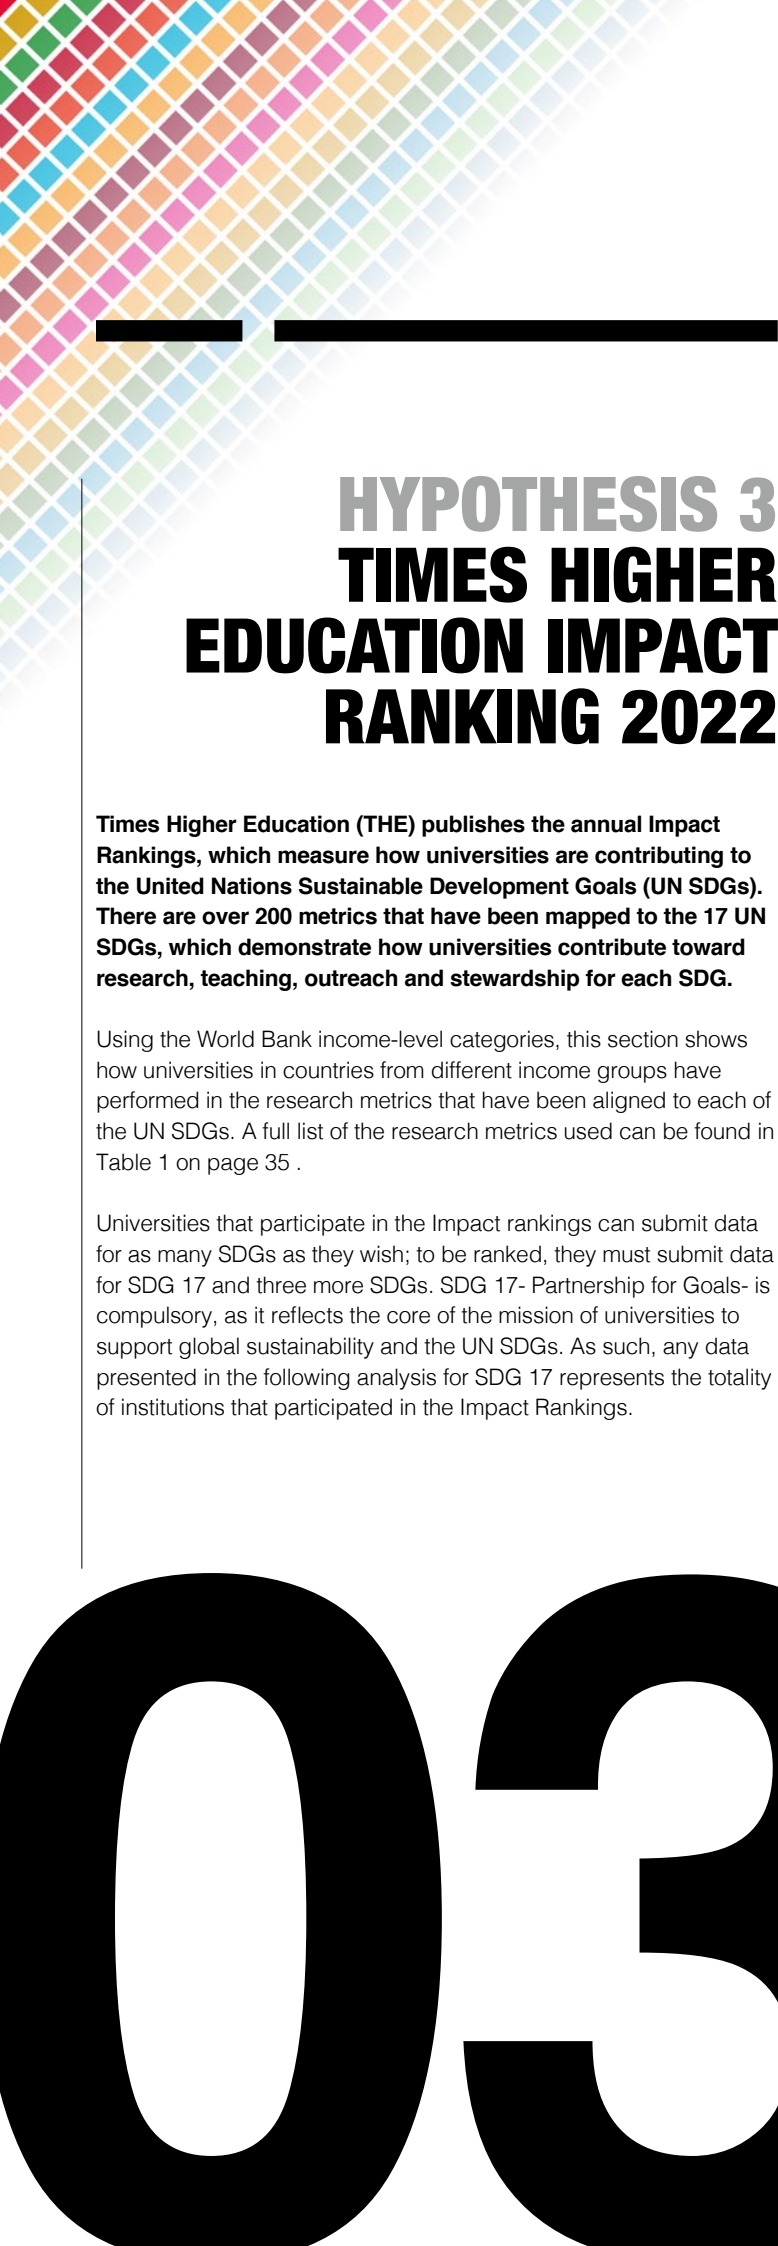 HYPOTHESIS 3
TIMES HIGHER
EDUCATION IMPACT
RANKING 2022
Times Higher Education (THE) publishes the annual Impact
Rankings, which measure how universities are contributing to
the United Nations Sustainable Development Goals (UN SDGs).
There are over 200 metrics that have been mapped to the 17 UN
SDGs, which demonstrate how universities contribute toward
research, teaching, outreach and stewardship for each SDG.
Using the World Bank income-level categories, this section shows
how universities in countries from different income groups have
performed in the research metrics that have been aligned to each of
the UN SDGs. A full list of the research metrics used can be found in
Table 1 on page 35 .
Universities that participate in the Impact rankings can submit data
for as many SDGs as they wish; to be ranked, they must submit data
for SDG 17 and three more SDGs. SDG 17- Partnership for Goals- is
compulsory, as it reflects the core of the mission of universities to
support global sustainability and the UN SDGs. As such, any data
presented in the following analysis for SDG 17 represents the totality
of institutions that participated in the Impact Rankings.
03